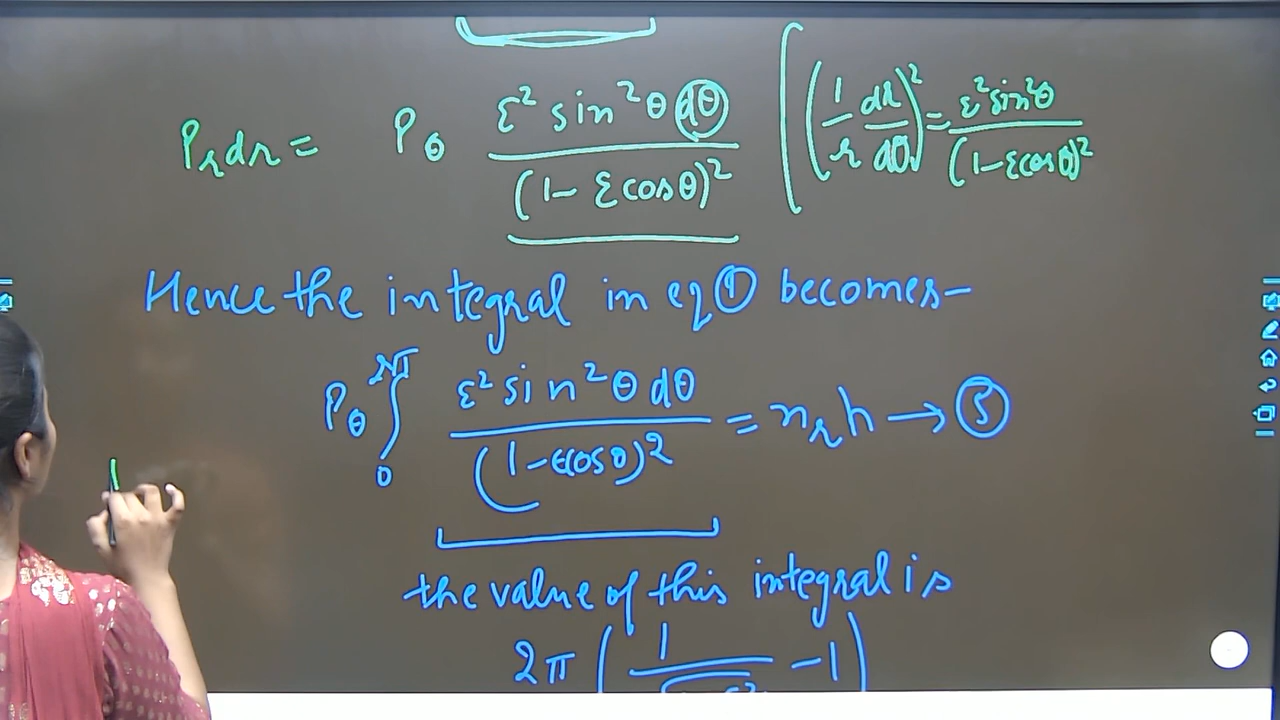 P_r dr = P_θ ε² sin²θ dθ / (1 - ε cosθ)² [ (1/r dr/dθ)² = ε² sin²θ / (1 - ε cosθ)²
Hence the integral in eq ① becomes-
P_θ ∫₀^2π ε² sin²θ dθ / (1 - ε cosθ)² = n_r h → ⑤
the value of this integral is
2π ( 1 / √ - 1 )